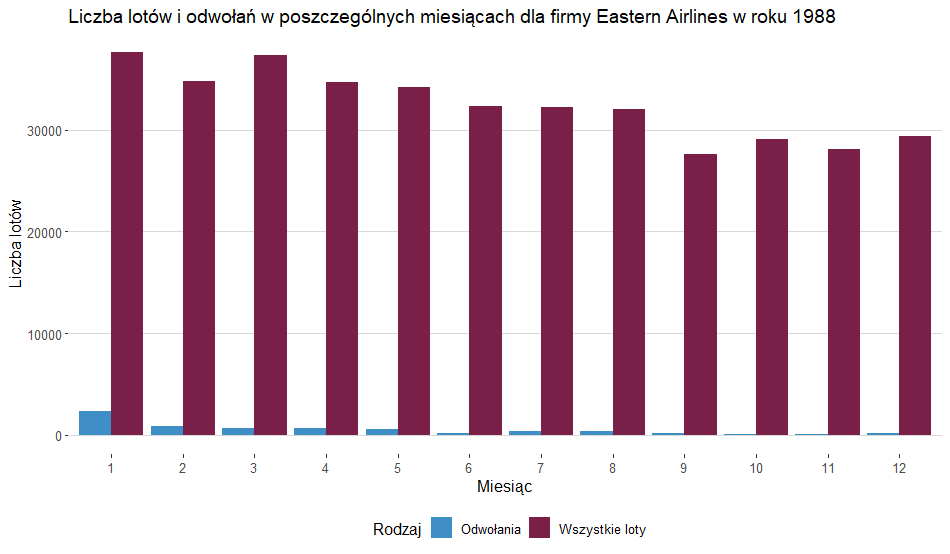 Liczba lotów i odwołań w poszczególnych miesiącach dla firmy Eastern Airlines w roku 1988
Liczba lotów
30000
20000
10000
0
1 2 3 4 5 6 7 8 9 10 11 12
Miesiąc
Rodzaj Odwołania Wszystkie loty